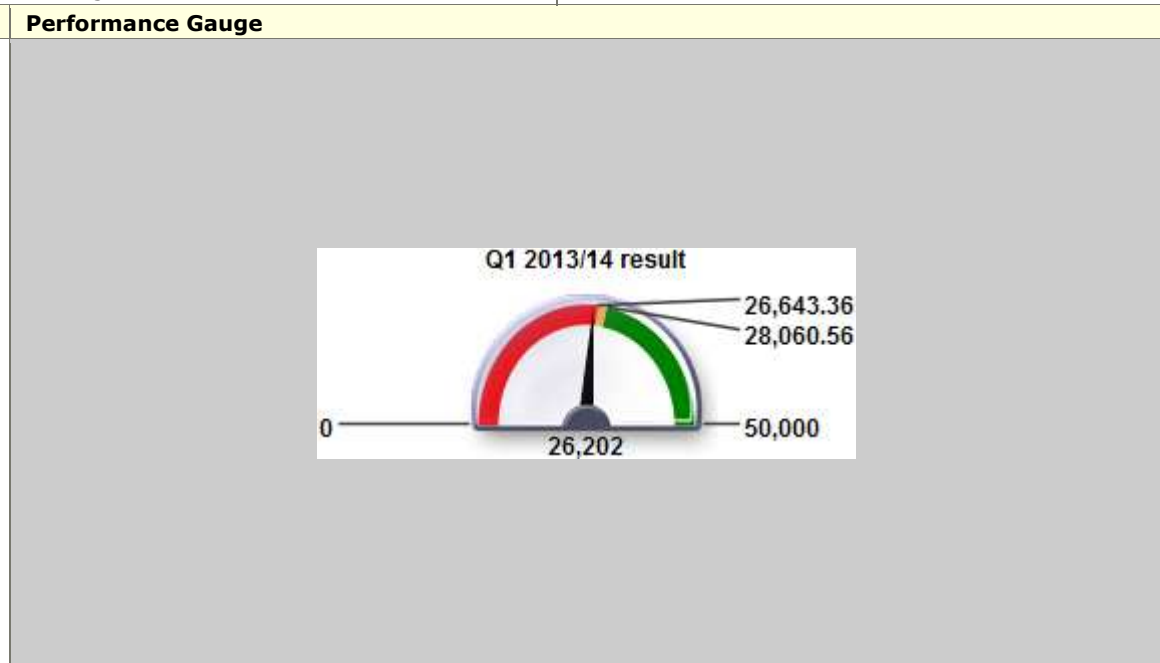 Performance Gauge
Q1 2013/14 result
26,643.36
28,060.56
0
50,000
26,202